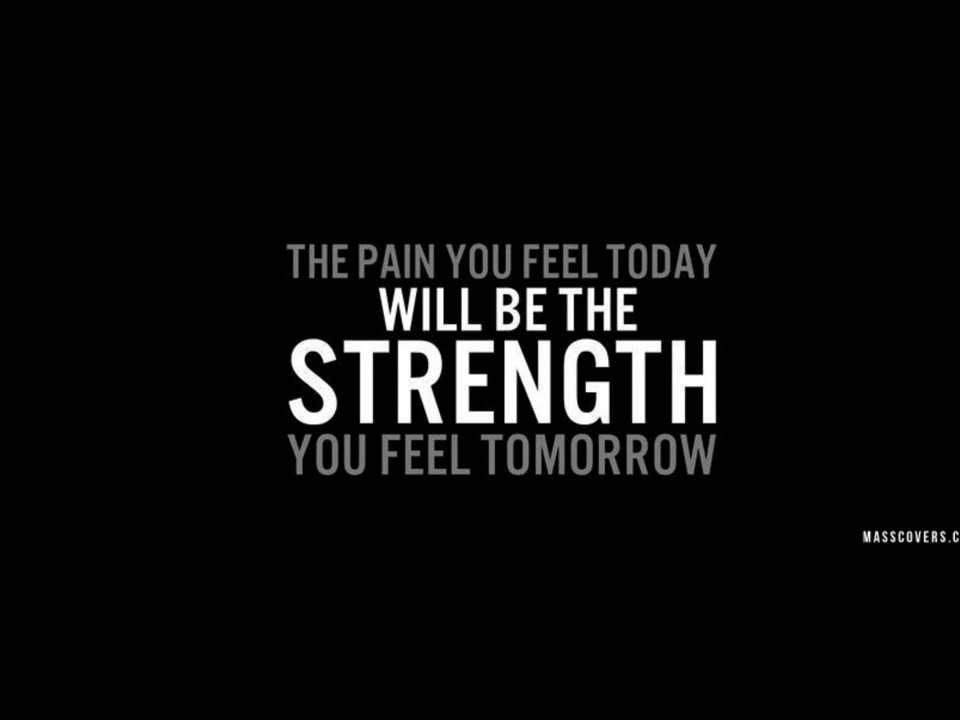 THE PAIN YOU FEEL TODAY
WILL BE THE
STRENGTH
YOU FEEL TOMORROW
MASSCOVERS.C